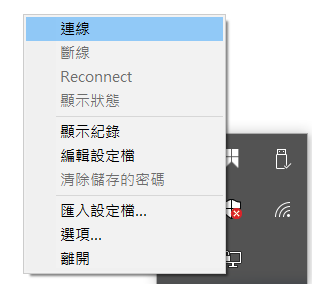 連線
斷線
Reconnect
顯示狀態
顯示紀錄
編輯設定檔
清除儲存的密碼
匯入設定檔...
選項...
離開